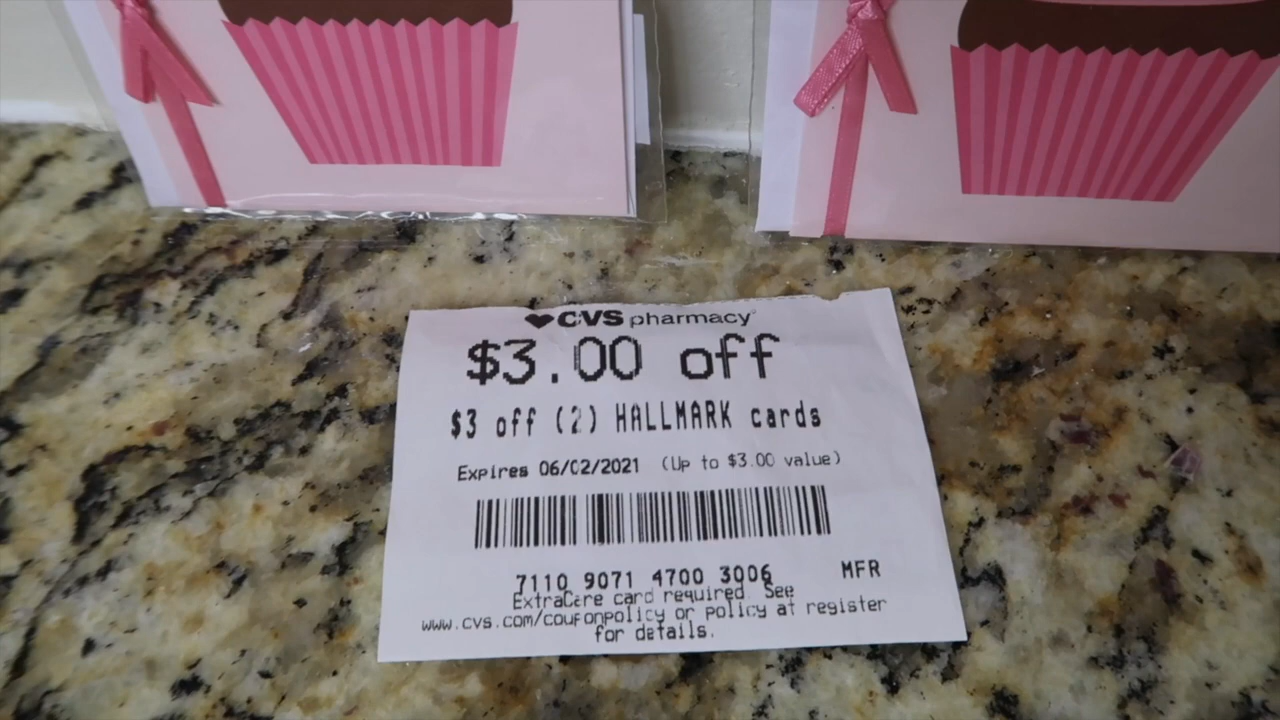 CVS pharmacy
$3.00 off
$3 off (2) HALLMARK cards
Expires 06/02/2021 (Up to $3.00 value)
7110 9071 4700 3006 MFR
ExtraCare card required. See
www.cvs.com/couponpolicy or policy at register
for details.